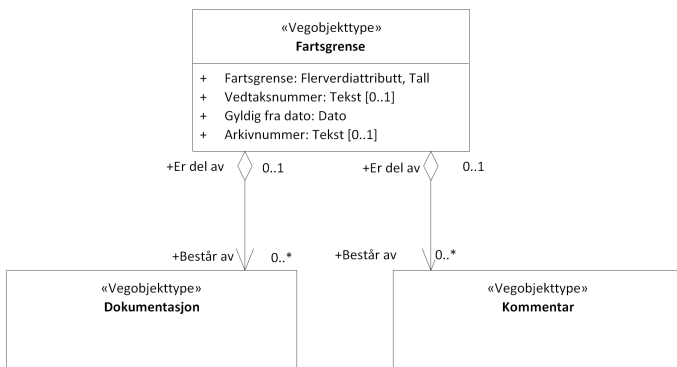 «Vegobjekttype»
Fartsgrense
+ Fartsgrense: Flerverdiattributt, Tall
+ Vedtaksnummer: Tekst [0..1]
+ Gyldig fra dato: Dato
+ Arkivnummer: Tekst [0..1]
+Er del av 0..1 +Er del av 0..1
+Består av 0..* +Består av 0..*
«Vegobjekttype» «Vegobjekttype»
Dokumentasjon Kommentar